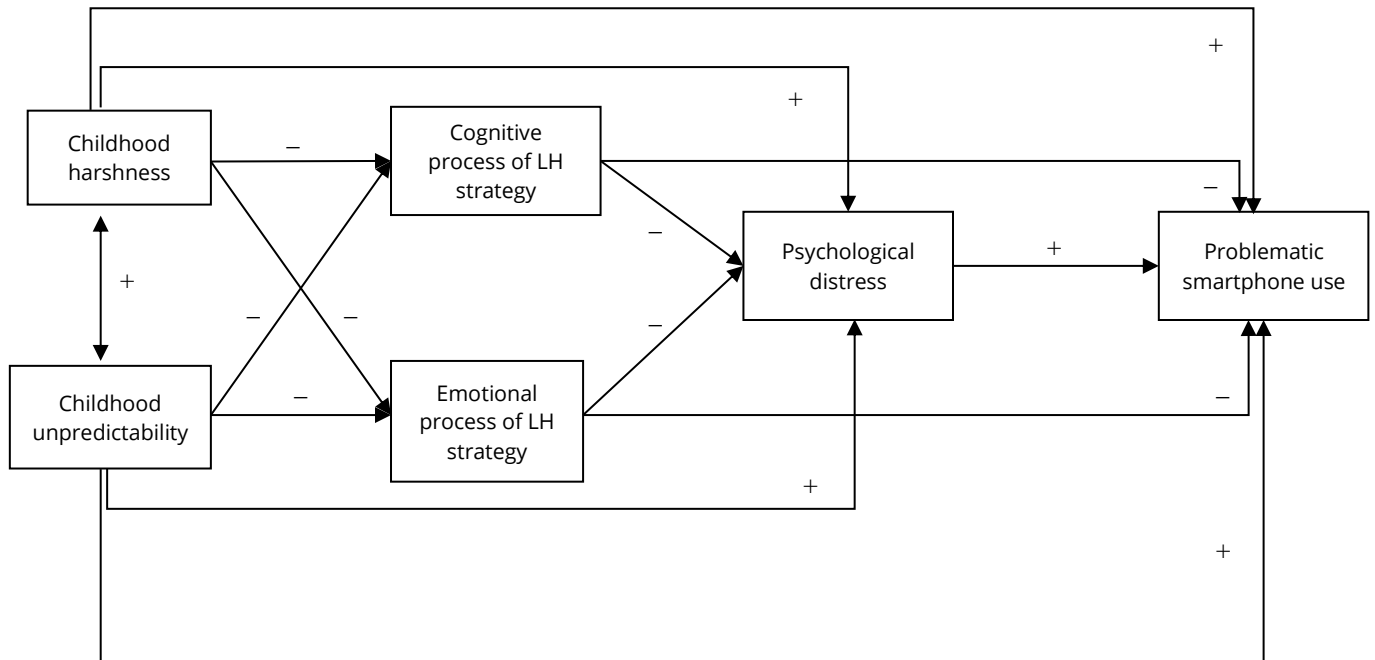 +
+
Childhood
harshness
–
Cognitive
process of LH
strategy
–
–
Psychological
distress
+
Problematic
smartphone use
+
–
–
–
Childhood
unpredictability
–
Emotional
process of LH
strategy
–
+
+